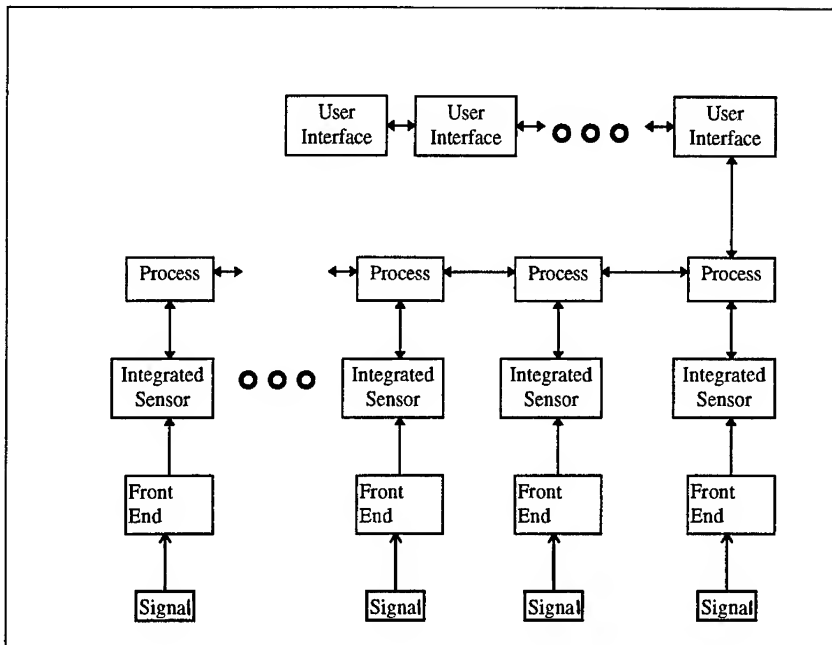 User User User
Interface Interface Interface
Process Process Process Process
Integrated Integrated Integrated Integrated
Sensor Sensor Sensor Sensor
Front Front Front Front
End End End End
Signal Signal Signal Signal